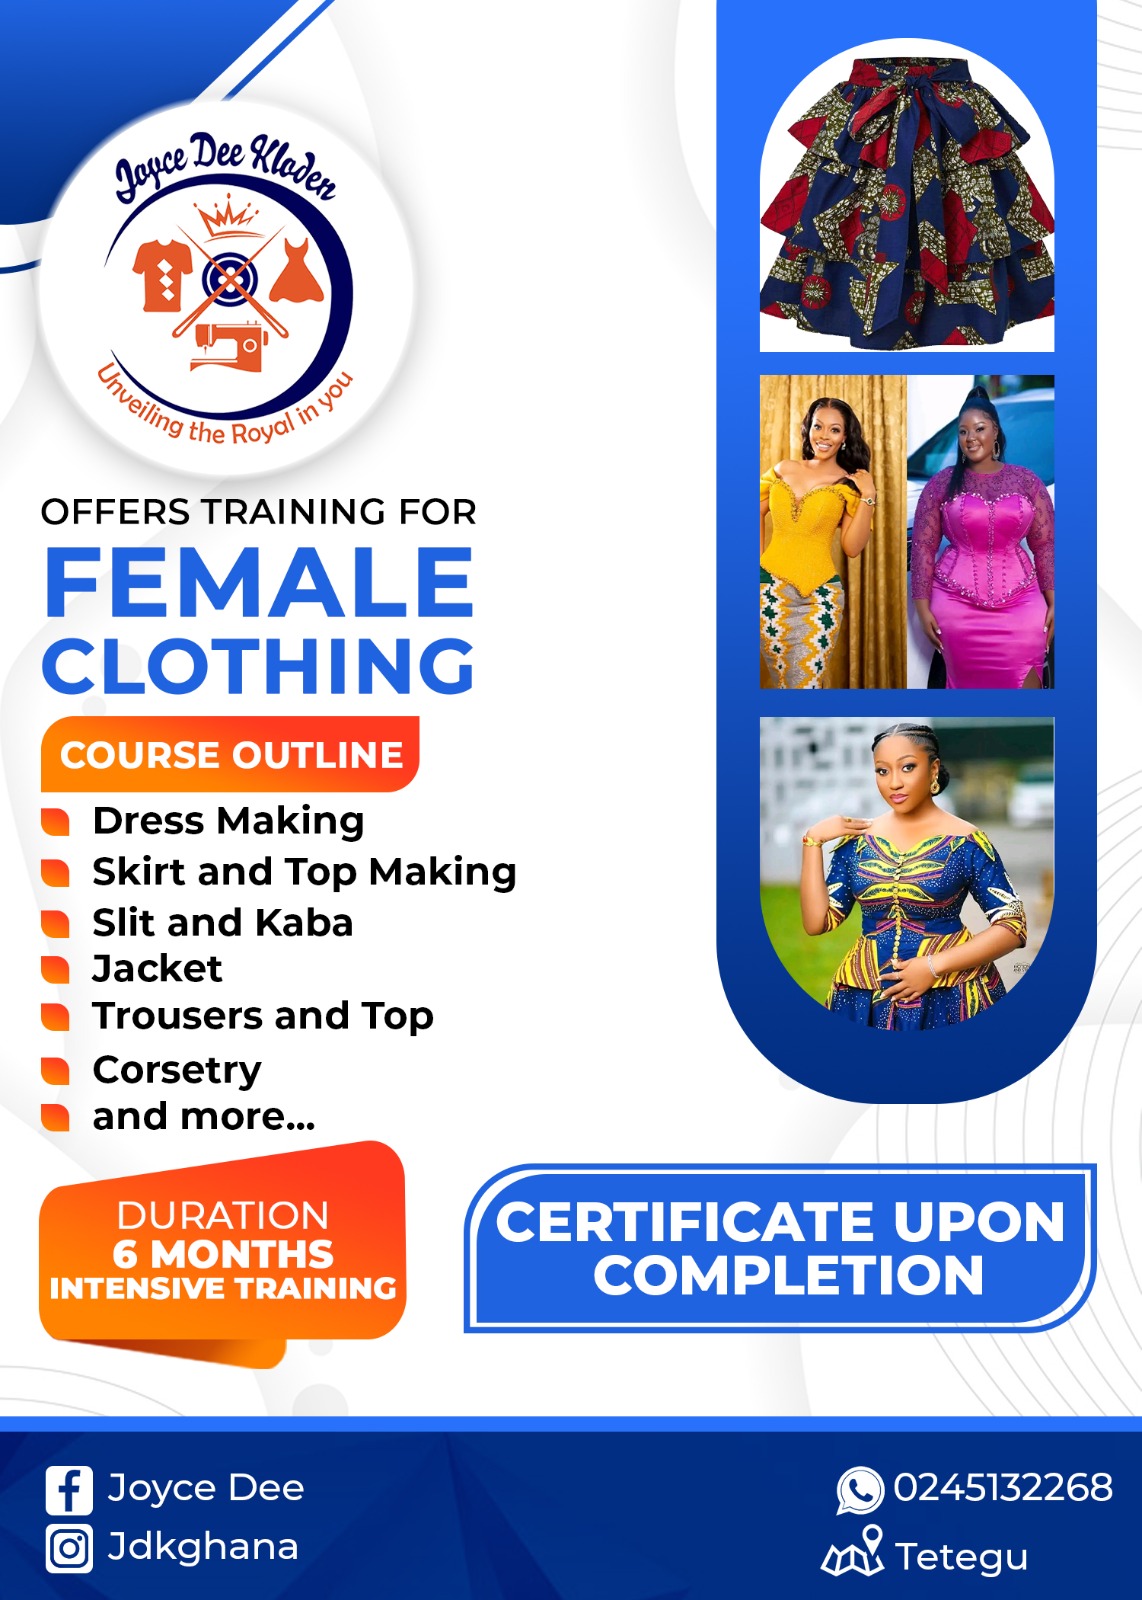 Joyce Dee Kloden
Unveiling the Royal in you
OFFERS TRAINING FOR
FEMALE
CLOTHING
COURSE OUTLINE
Dress Making
Skirt and Top Making
Slit and Kaba
Jacket
Trousers and Top
Corsetry
and more...
DURATION
6 MONTHS
INTENSIVE TRAINING
CERTIFICATE UPON
COMPLETION
Joyce Dee
Jdkghana
0245132268
Tetegu